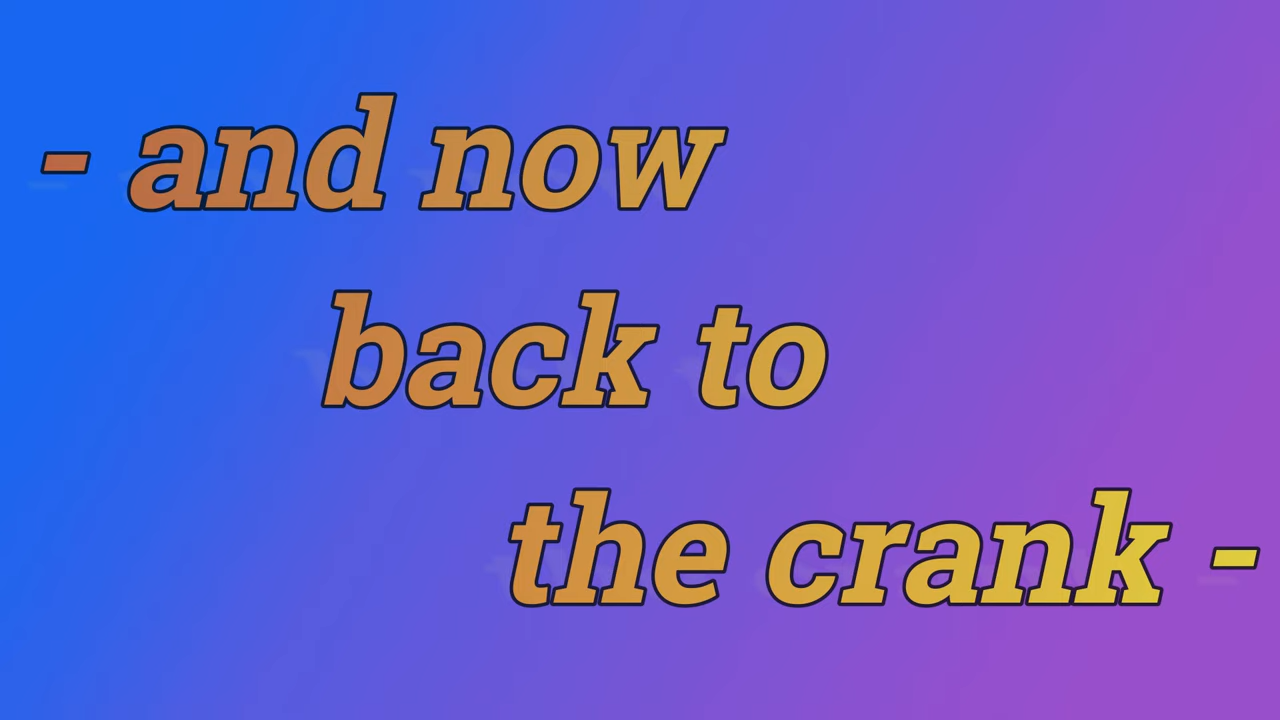 - and now
back to
the crank -